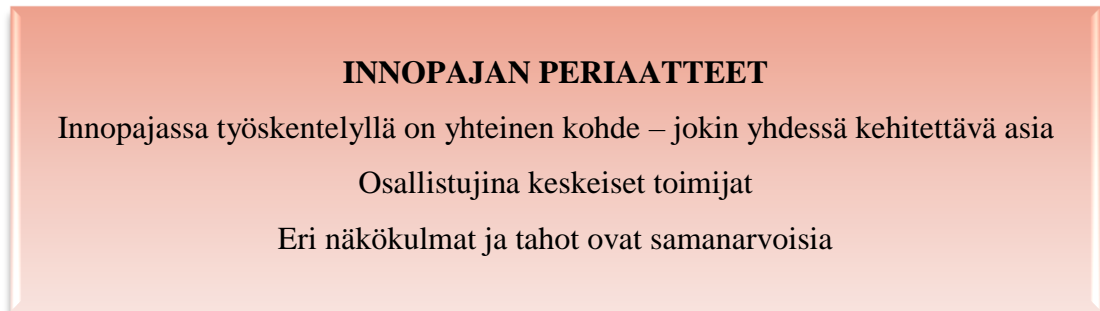 INNOPAJAN PERIAATTEET
Innopajassa työskentelyllä on yhteinen kohde – jokin yhdessä kehitettävä asia
Osallistujina keskeiset toimijat
Eri näkökulmat ja tahot ovat samanarvoisia